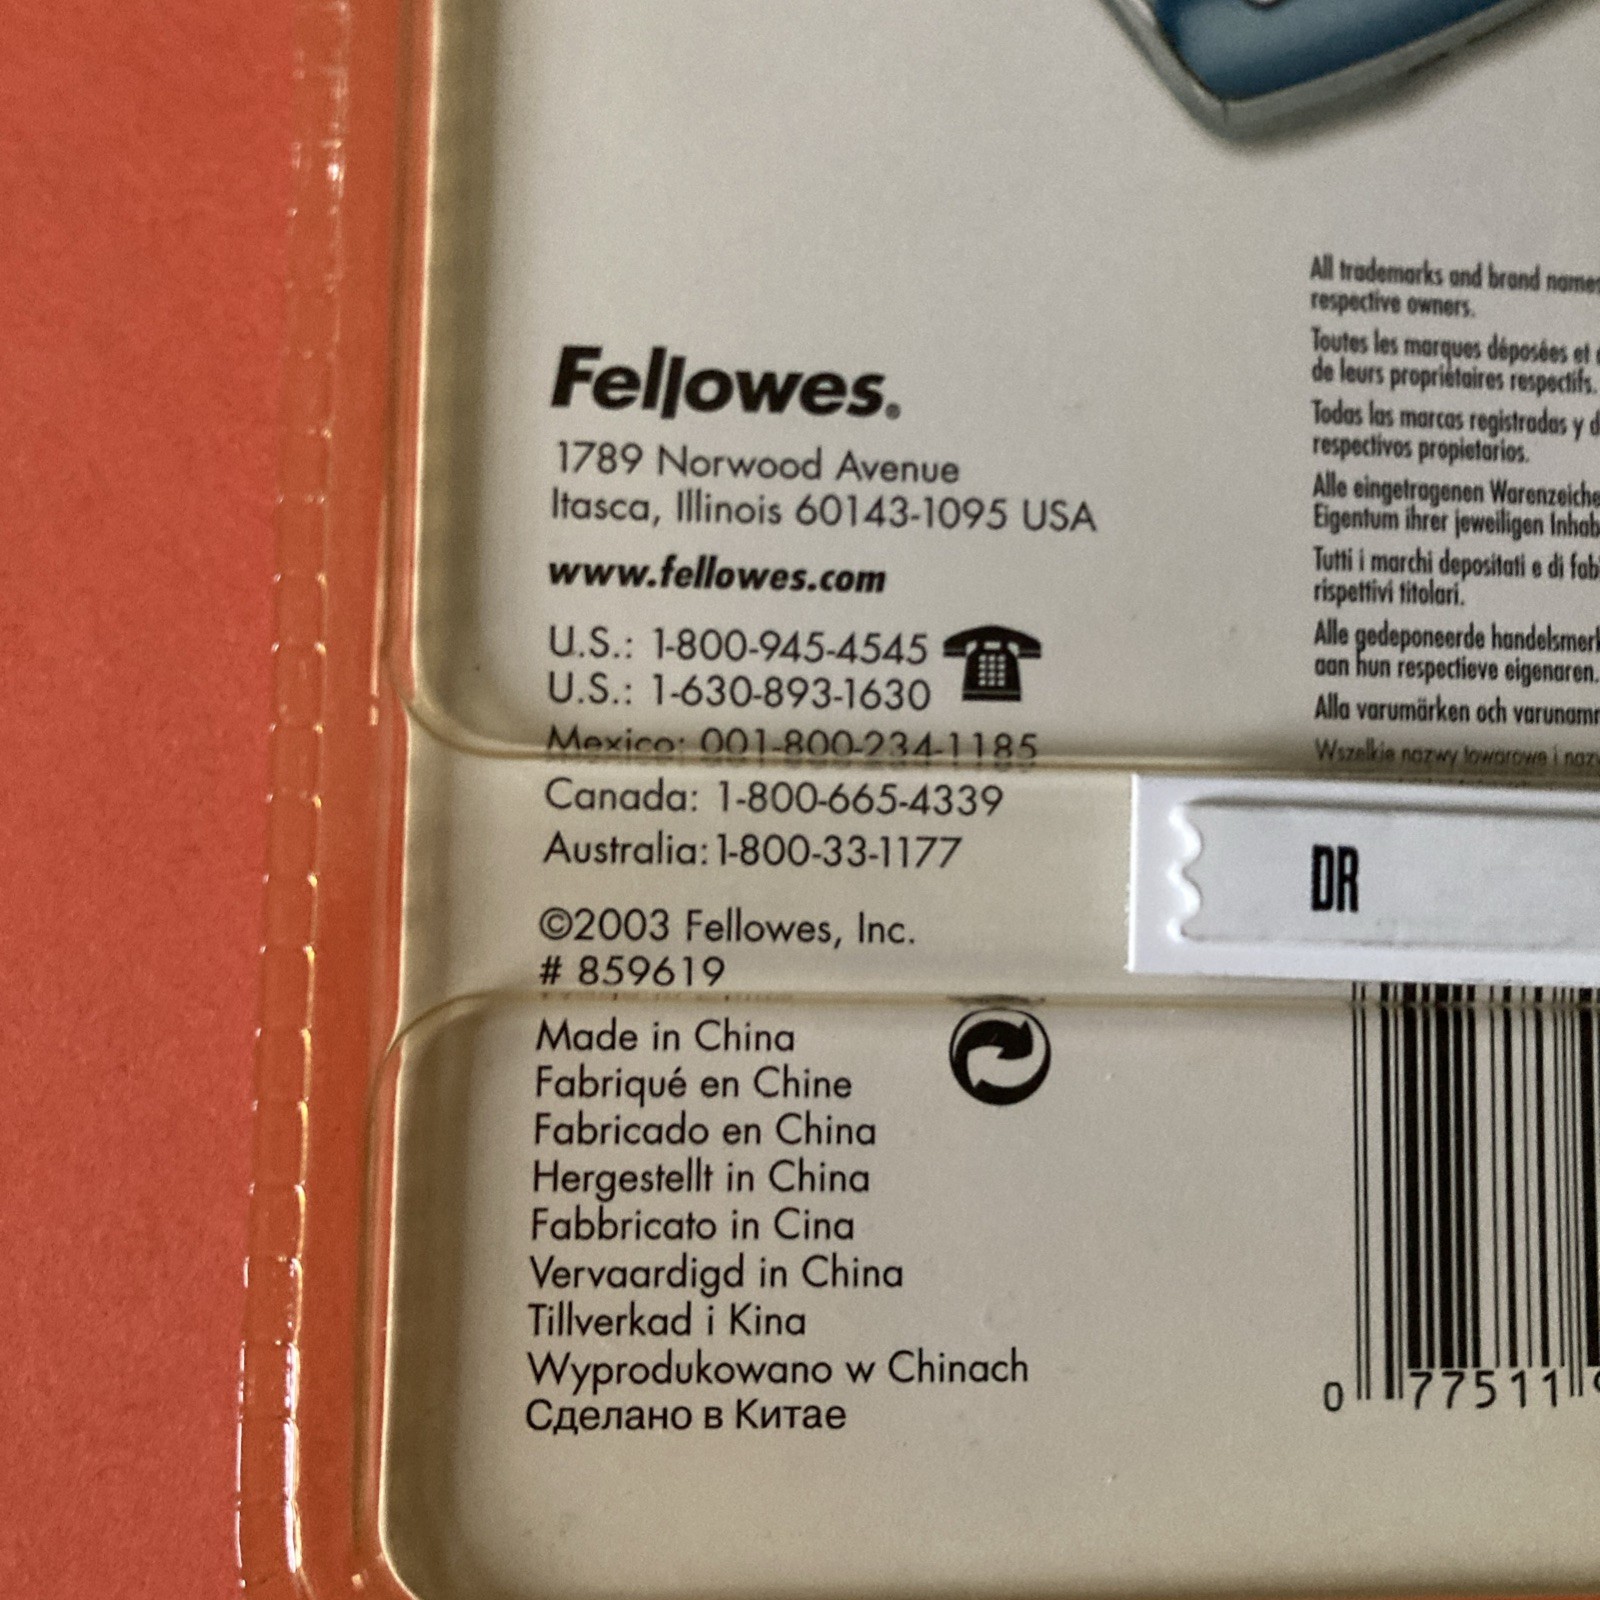 Fellowes®
1789 Norwood Avenue
Itasca, Illinois 60143-1095 USA
www.fellowes.com
U.S.: 1-800-945-4545
U.S.: 1-630-893-1630
Mexico: 001-800-234-1185
Canada: 1-800-665-4339
Australia: 1-800-33-1177
©2003 Fellowes, Inc.
# 859619
Made in China
Fabriqué en Chine
Fabricado en China
Hergestellt in China
Fabbricato in Cina
Vervaardigd in China
Tillverkad i Kina
Wyprodukowano w Chinach
Сделано в Китае
All trademarks and brand names
respective owners.
Toutes les marques déposées et
de leurs propriétaires respectifs.
Todas las marcas registradas y
respectivos propietarios.
Alle eingetragenen
Eigentum ihrer jeweiligen
Tutti i marchi depositati e di
rispettivi titolari.
Alle gedeponeerde
aan hun respectieve eigenaren.
Alla varumärken och
Wszelkie nazwy towarowe i
DR
0 77511